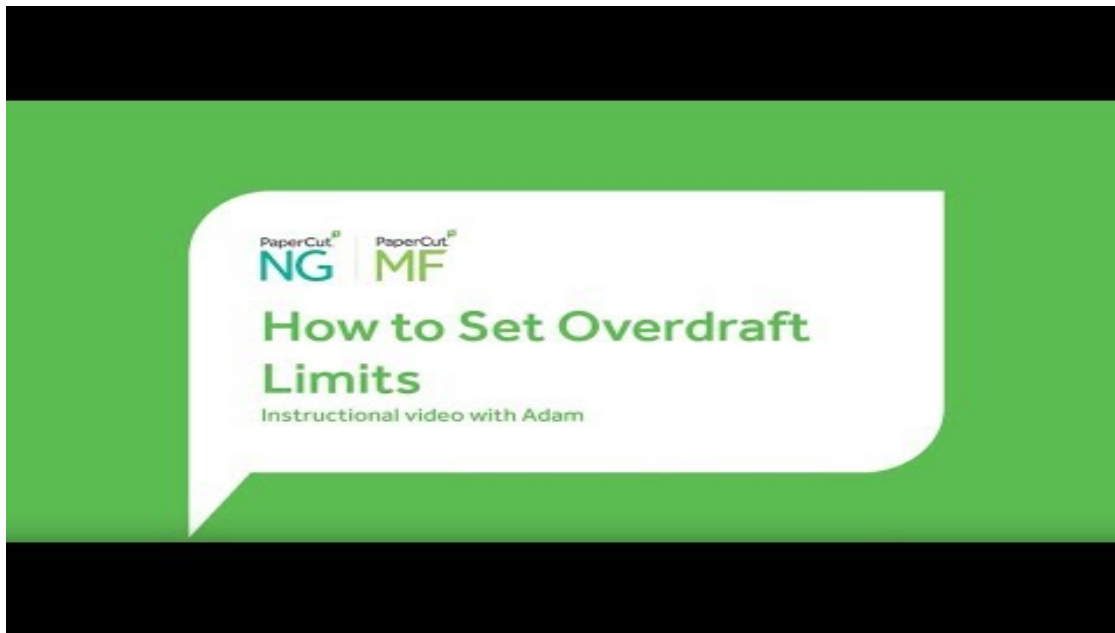 PaperCut PaperCut
NG MF
How to Set Overdraft
Limits
Instructional video with Adam